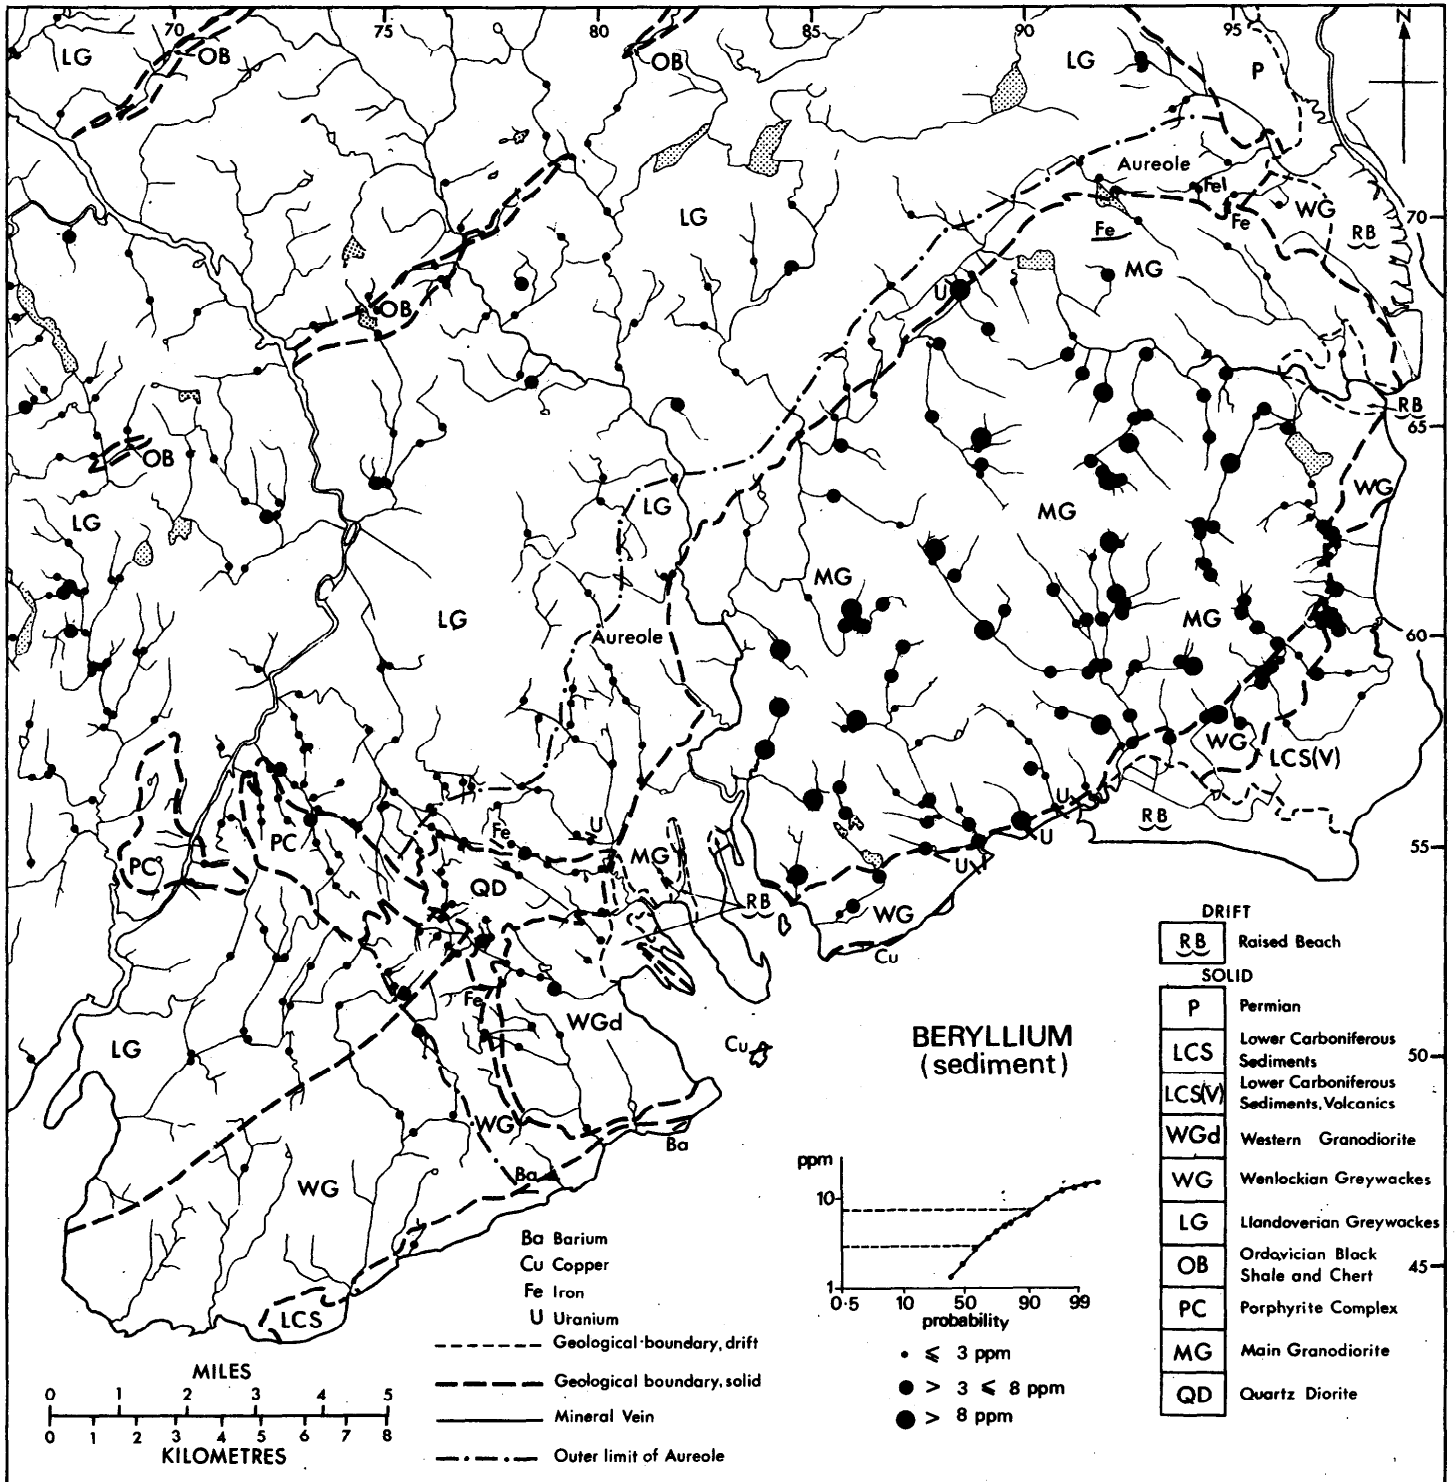 70
75
80
85
90
95
N
LG
OB
OB
LG
P
Aureole
Fe
WG
LG
70
RB
Fe
Fe
MG
U
OB
RB
65
OB
LG
WG
LG
MG
MG
LG
Aureole
MG
60
WG
LCS(V)
U
RB
Fe
U
U
PC
MG
55
PC
U
QD
RB
WG
DRIFT
RB Raised Beach
Cu
SOLID
Fe
P Permian
WGd
BERYLLIUM
(sediment)
LCS Lower Carboniferous
Sediments
LG
Cu
50
LCS(V) Lower Carboniferous
Sediments, Volcanics
WG
WGd Western Granodiorite
Ba
Ba
WG Wenlockian Greywackes
WG
LG Llandoverian Greywackes
OB Ordovician Black
Shale and Chert
45
PC Porphyrite Complex
LCS
MG Main Granodiorite
QD Quartz Diorite
ppm
10
1
0·5 10 50 90 99
probability
• ⩽ 3 ppm
● > 3 ⩽ 8 ppm
● > 8 ppm
Ba Barium
Cu Copper
Fe Iron
U Uranium
Geological boundary, drift
Geological boundary, solid
Mineral Vein
Outer limit of Aureole
MILES
0 1 2 3 4 5
0 1 2 3 4 5 6 7 8
KILOMETRES